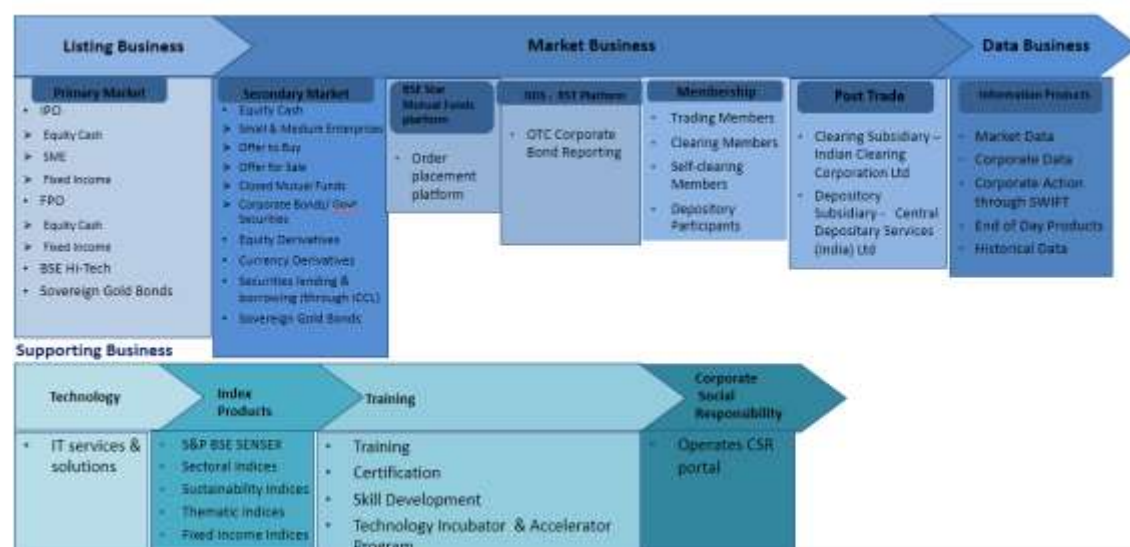 Listing Business
Market Business
Data Business
Primary Market
• IPO
➤ Equity Cash
➤ SME
➤ Fixed Income
• FPO
➤ Equity Cash
➤ Fixed Income
• BSE Hi-Tech
• Sovereign Gold Bonds
Secondary Market
• Equity Cash
➤ Small & Medium Enterprises
➤ Offer to Buy
➤ Offer for Sale
➤ Closed Mutual Funds
➤ Corporate Bonds/ Govt
Securities
• Equity Derivatives
• Currency Derivatives
• Securities lending &
borrowing (through ICCL)
• Sovereign Gold Bonds
BSE Star
Mutual Funds
platform
• Order
placement
platform
Platform
• OTC Corporate
Bond Reporting
Membership
• Trading Members
• Clearing Members
• Self-clearing
Members
• Depository
Participants
Post Trade
• Clearing Subsidiary –
Indian Clearing
Corporation Ltd
• Depository
Subsidiary – Central
Depositary Services
(India) Ltd
Information Products
• Market Data
• Corporate Data
• Corporate Action
through SWIFT
• End of Day Products
• Historical Data
Supporting Business
Technology
Index
Products
Training
Corporate
Social
Responsibility
• IT services &
solutions
• S&P BSE SENSEX
• Sectoral Indices
• Sustainability Indices
• Thematic Indices
• Fixed Income Indices
• Training
• Certification
• Skill Development
• Technology Incubator & Accelerator
Program
• Operates CSR
portal